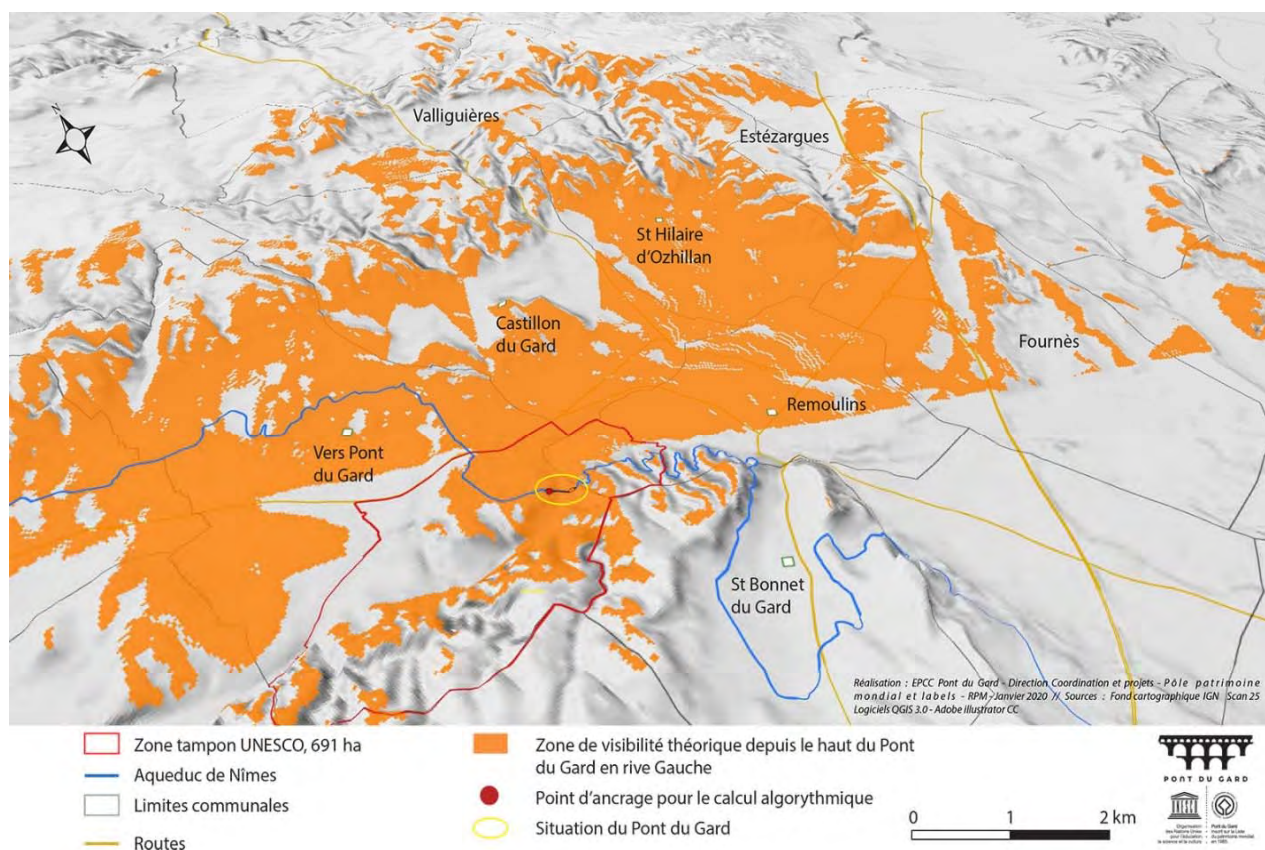 N
Valliguières
Estézargues
St Hilaire
d'Ozhillan
Castillon
du Gard
Fournès
Remoulins
Vers Pont
du Gard
St Bonnet
du Gard
Réalisation : EPCC Pont du Gard - Direction Coordination et projets - Pôle patrimoine
mondial et labels - RPM - Janvier 2020 // Sources : Fond cartographique IGN Scan 25
Logiciels QGIS 3.0 - Adobe illustrator CC
Zone tampon UNESCO, 691 ha
Aqueduc de Nîmes
Limites communales
Routes
Zone de visibilité théorique depuis le haut du Pont
du Gard en rive Gauche
Point d'ancrage pour le calcul algorythmique
Situation du Pont du Gard
0 1 2 km
PONT DU GARD